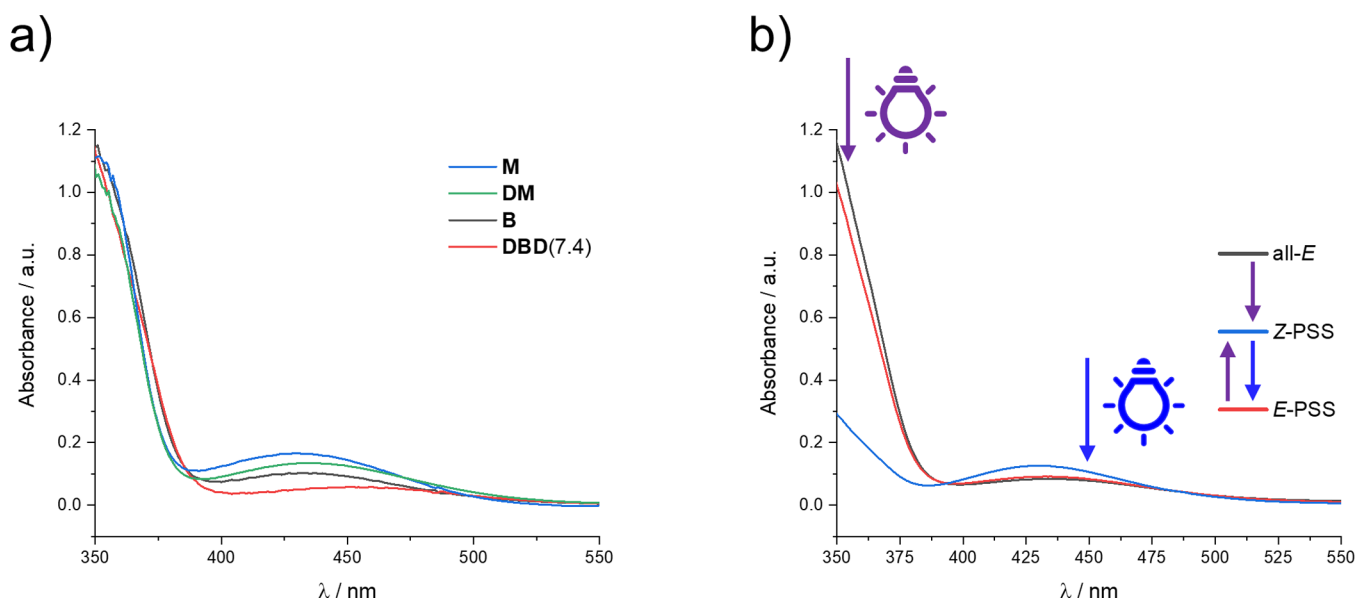 a)
Absorbance / a.u.
1.2
1.0
0.8
0.6
0.4
0.2
0.0
350
400
450
500
550
λ / nm
M
DM
B
DBD(7.4)
b)
Absorbance / a.u.
1.2
1.0
0.8
0.6
0.4
0.2
0.0
350
375
400
425
450
475
500
525
550
λ / nm
all-E
Z-PSS
E-PSS